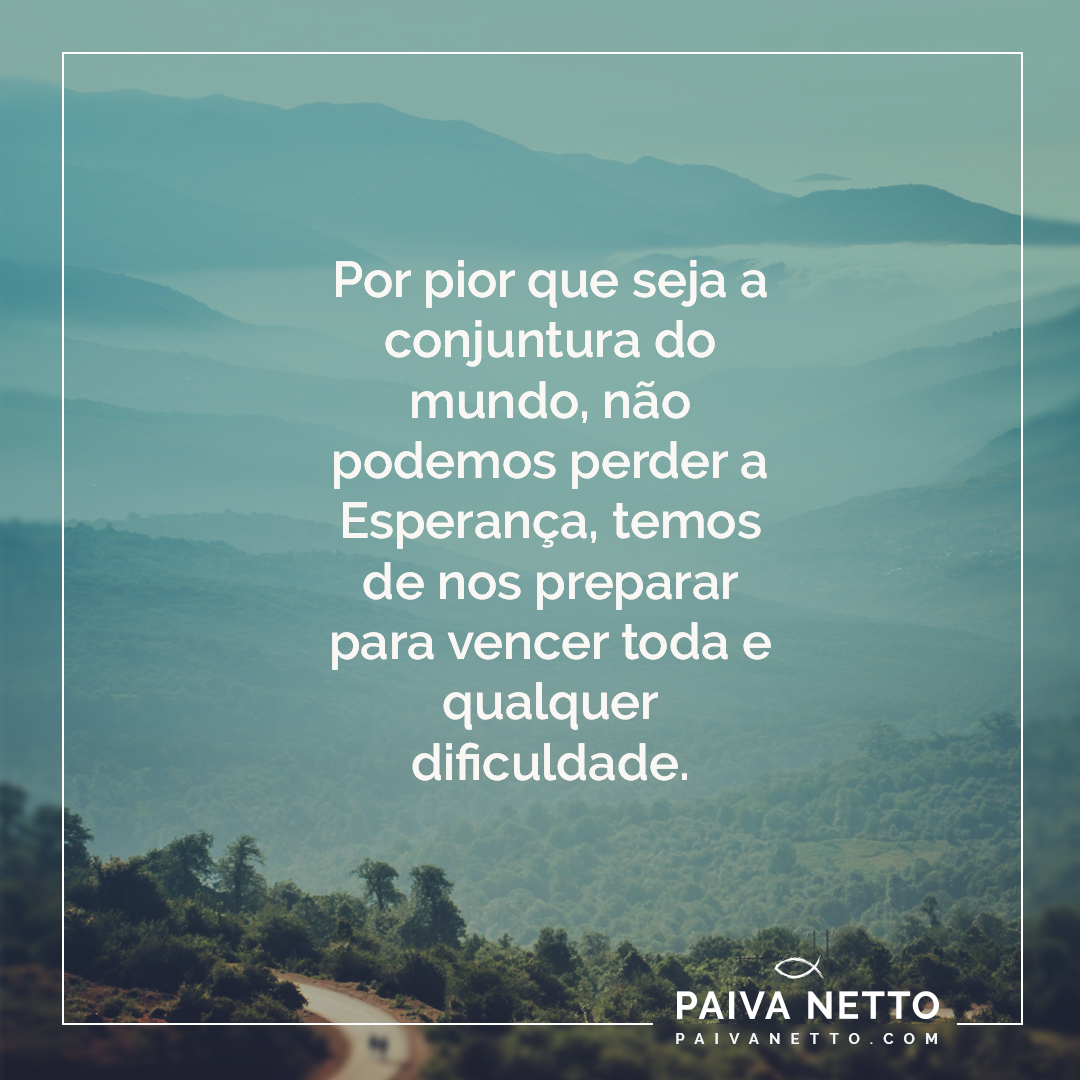 Por pior que seja a
conjuntura do
mundo, não
podemos perder a
Esperança, temos
de nos preparar
para vencer toda e
qualquer
dificuldade.
PAIVA NETTO
PAIVANETTO.COM